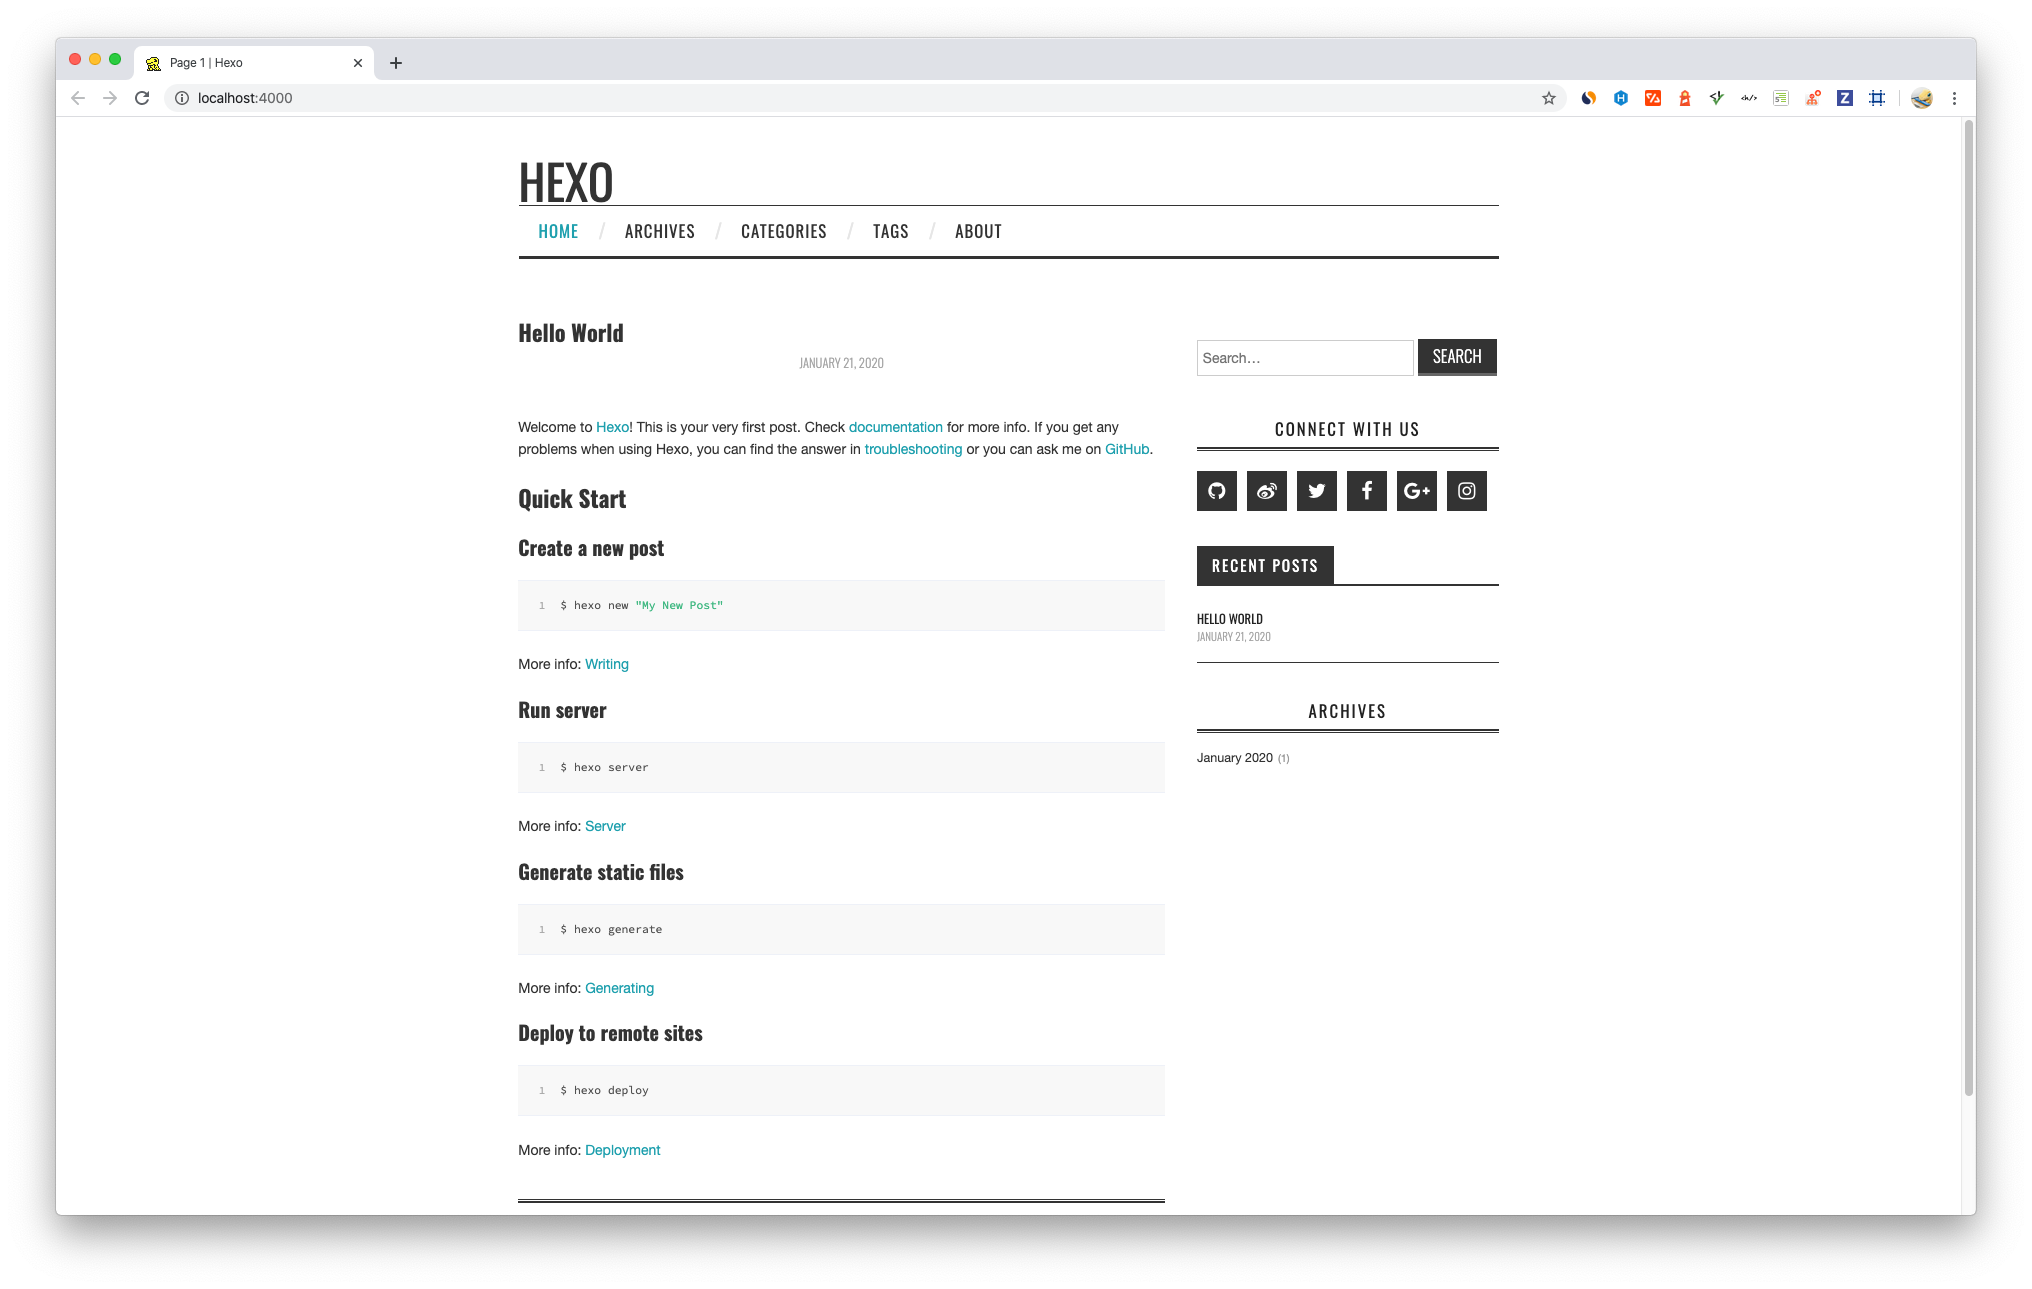 Page 1 | Hexo
localhost:4000
HEXO
HOME / ARCHIVES / CATEGORIES / TAGS / ABOUT
Hello World
JANUARY 21, 2020
Welcome to Hexo! This is your very first post. Check documentation for more info. If you get any
problems when using Hexo, you can find the answer in troubleshooting or you can ask me on GitHub.
Quick Start
Create a new post
1 $ hexo new "My New Post"
More info: Writing
Run server
1 $ hexo server
More info: Server
Generate static files
1 $ hexo generate
More info: Generating
Deploy to remote sites
1 $ hexo deploy
More info: Deployment
Search...
SEARCH
CONNECT WITH US
G+
RECENT POSTS
HELLO WORLD
JANUARY 21, 2020
ARCHIVES
January 2020 (1)